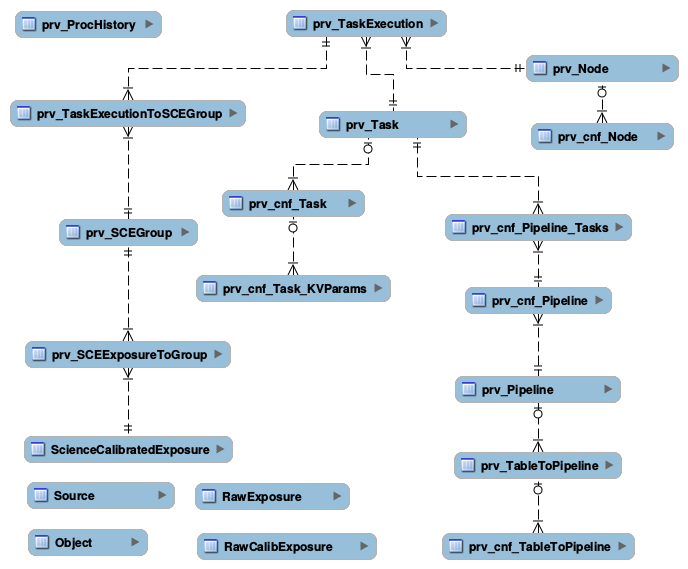 prv_ProcHistory
prv_TaskExecution
prv_Node
prv_TaskExecutionToSCEGroup
prv_Task
prv_cnf_Node
prv_cnf_Task
prv_SCEGroup
prv_cnf_Pipeline_Tasks
prv_cnf_Task_KVParams
prv_cnf_Pipeline
prv_SCEExposureToGroup
prv_Pipeline
ScienceCalibratedExposure
prv_TableToPipeline
Source
RawExposure
Object
RawCalibExposure
prv_cnf_TableToPipeline